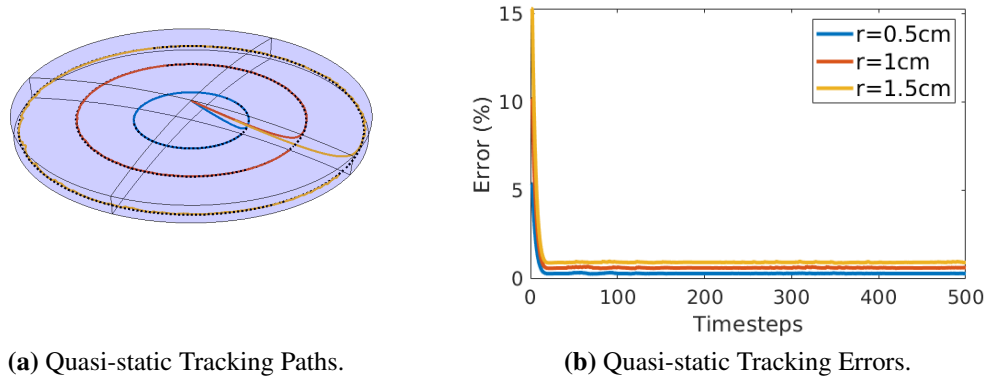 15
10
5
0
Error (%)
r=0.5cm
r=1cm
r=1.5cm
0 100 200 300 400 500
Timesteps
(a) Quasi-static Tracking Paths.
(b) Quasi-static Tracking Errors.